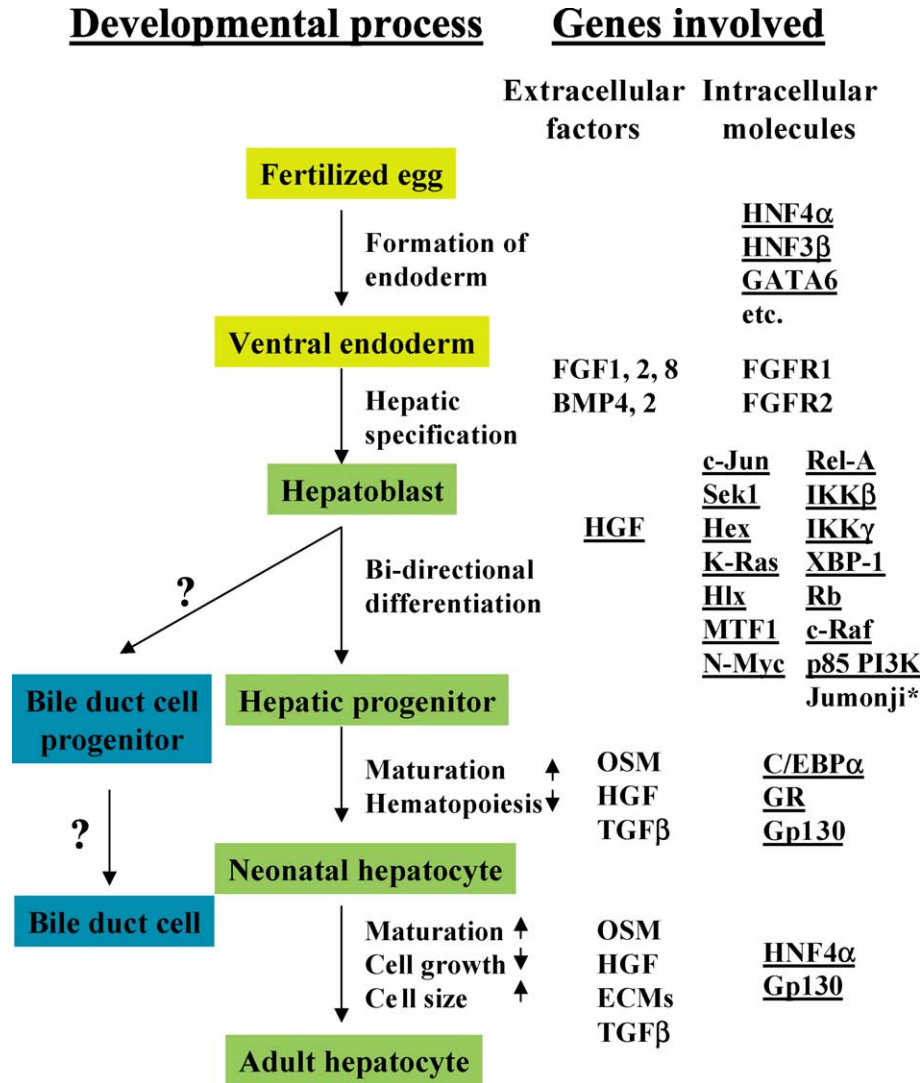 Developmental process Genes involved
Extracellular Intracellular
factors molecules
Fertilized egg
HNF4α
Formation of HNF3β
endoderm GATA6
etc.
Ventral endoderm
FGF1, 2, 8 FGFR1
Hepatic BMP4, 2 FGFR2
specification
c-Jun Rel-A
Hepatoblast Sek1 IKKβ
HGF Hex IKKγ
? Bi-directional K-Ras XBP-1
differentiation Hlx Rb
MTF1 c-Raf
Bile duct cell Hepatic progenitor N-Myc p85 PI3K
progenitor Jumonji*
Maturation OSM C/EBPα
Hematopoiesis HGF GR
? TGFβ Gp130
Neonatal hepatocyte
Bile duct cell
Maturation OSM
Cell growth HGF HNF4α
Cell size ECMs Gp130
TGFβ
Adult hepatocyte